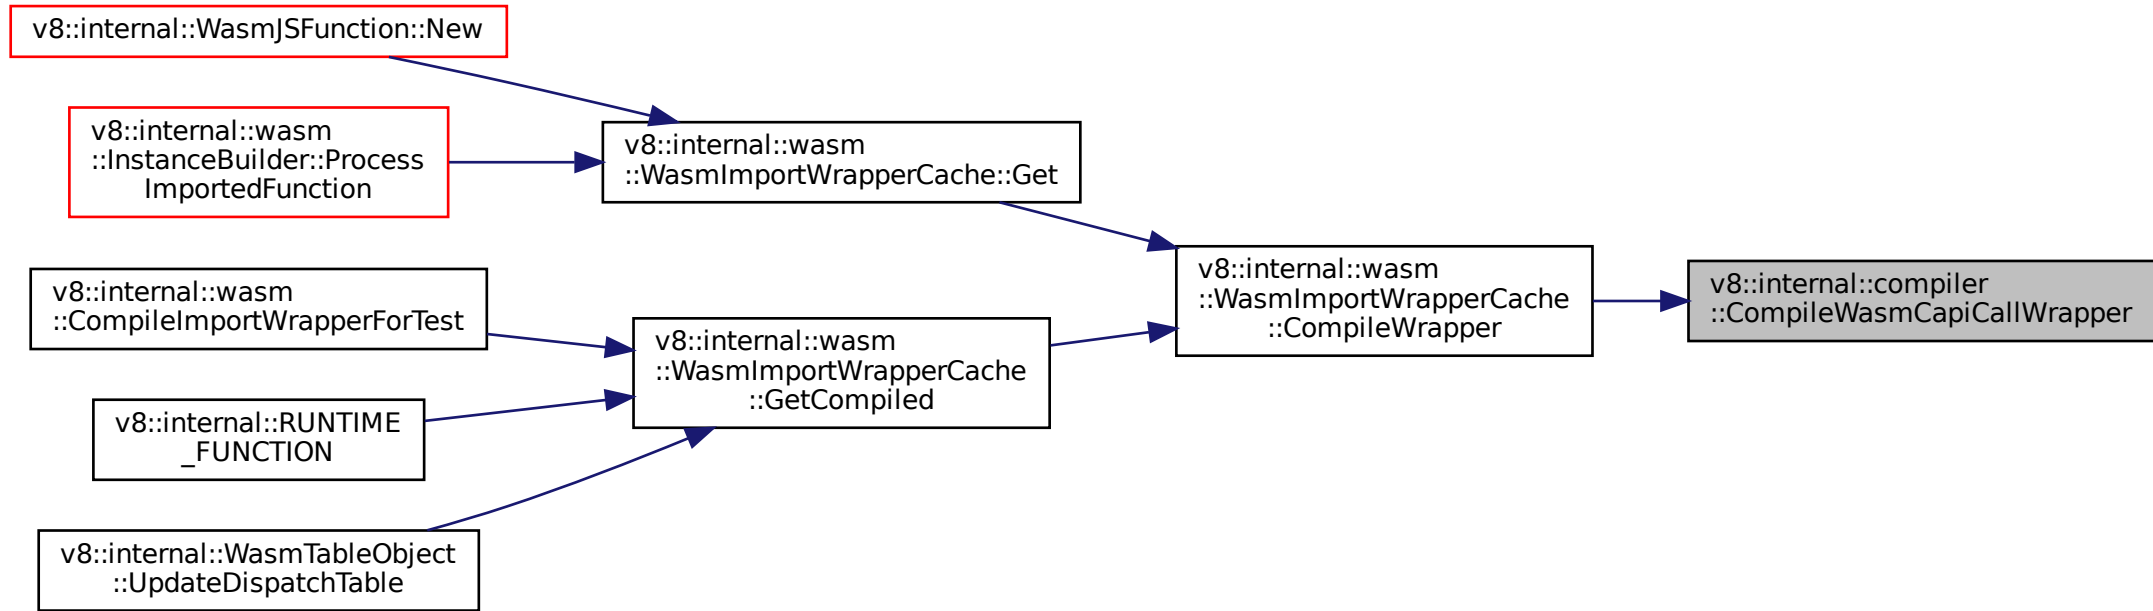 v8::internal::WasmJSFunction::New
v8::internal::wasm
::InstanceBuilder::Process
ImportedFunction
v8::internal::wasm
::CompileImportWrapperForTest
v8::internal::RUNTIME
_FUNCTION
v8::internal::WasmTableObject
::UpdateDispatchTable
v8::internal::wasm
::WasmImportWrapperCache::Get
v8::internal::wasm
::WasmImportWrapperCache
::GetCompiled
v8::internal::wasm
::WasmImportWrapperCache
::CompileWrapper
v8::internal::compiler
::CompileWasmCapiCallWrapper